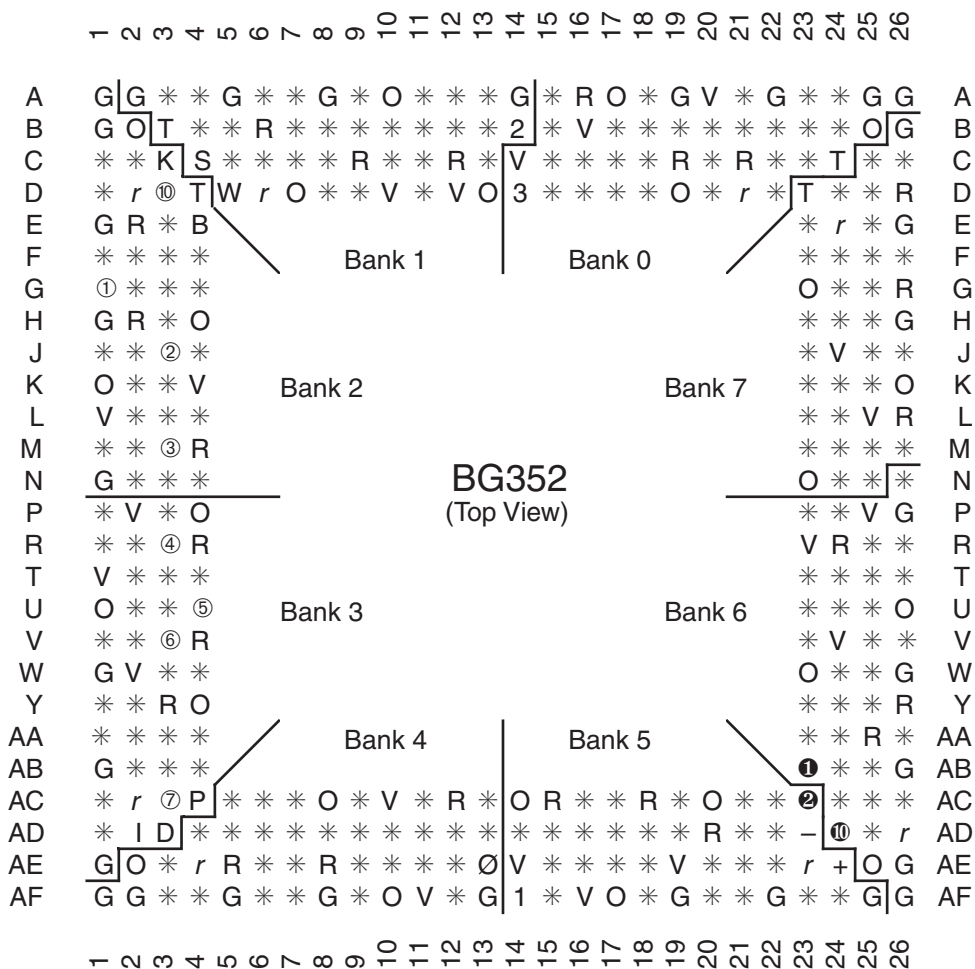 1 2 3 4 5 6 7 8 9 10 11 12 13 14 15 16 17 18 19 20 21 22 23 24 25 26
A G G ✳ ✳ G ✳ ✳ G ✳ O ✳ ✳ ✳ G ✳ R O ✳ G V ✳ G ✳ ✳ G G A
B G O T ✳ ✳ R ✳ ✳ ✳ ✳ ✳ ✳ ✳ 2 ✳ V ✳ ✳ ✳ ✳ ✳ ✳ ✳ ✳ O G B
C ✳ ✳ K S ✳ ✳ ✳ ✳ R ✳ ✳ R ✳ V ✳ ✳ ✳ ✳ R ✳ R ✳ ✳ T ✳ ✳ C
D ✳ r ⑩ T W r O ✳ ✳ V ✳ V O 3 ✳ ✳ ✳ ✳ O ✳ r ✳ T ✳ ✳ R D
E G R ✳ B ✳ r ✳ G E
F ✳ ✳ ✳ ✳ Bank 1 Bank 0 ✳ ✳ ✳ ✳ F
G ① ✳ ✳ ✳ O ✳ ✳ R G
H G R ✳ O ✳ ✳ ✳ G H
J ✳ ✳ ② ✳ ✳ V ✳ ✳ J
K O ✳ ✳ V Bank 2 Bank 7 ✳ ✳ ✳ O K
L V ✳ ✳ ✳ ✳ ✳ V R L
M ✳ ✳ ③ R ✳ ✳ ✳ ✳ M
N G ✳ ✳ ✳ BG352 O ✳ ✳ ✳ N
P ✳ V ✳ O (Top View) ✳ ✳ V G P
R ✳ ✳ ④ R V R ✳ ✳ R
T V ✳ ✳ ✳ ✳ ✳ ✳ ✳ T
U O ✳ ✳ ⑤ Bank 3 Bank 6 ✳ ✳ ✳ O U
V ✳ ✳ ⑥ R ✳ V ✳ ✳ V
W G V ✳ ✳ O ✳ ✳ G W
Y ✳ ✳ R O ✳ ✳ ✳ R Y
AA ✳ ✳ ✳ ✳ Bank 4 Bank 5 ✳ ✳ R ✳ AA
AB G ✳ ✳ ✳ ❶ ✳ ✳ G AB
AC ✳ r ⑦ P ✳ ✳ ✳ O ✳ V ✳ R ✳ O R ✳ ✳ R ✳ O ✳ ✳ ❷ ✳ ✳ ✳ AC
AD ✳ I D ✳ ✳ ✳ ✳ ✳ ✳ ✳ ✳ ✳ ✳ ✳ ✳ ✳ ✳ ✳ ✳ R ✳ ✳ – ❿ ✳ r AD
AE G O ✳ r R ✳ ✳ R ✳ ✳ ✳ ✳ Ø V ✳ ✳ ✳ ✳ V ✳ ✳ ✳ r + O G AE
AF G G ✳ ✳ G ✳ ✳ G ✳ O V ✳ G 1 ✳ V O ✳ G ✳ ✳ G ✳ ✳ G G AF
1 2 3 4 5 6 7 8 9 10 11 12 13 14 15 16 17 18 19 20 21 22 23 24 25 26